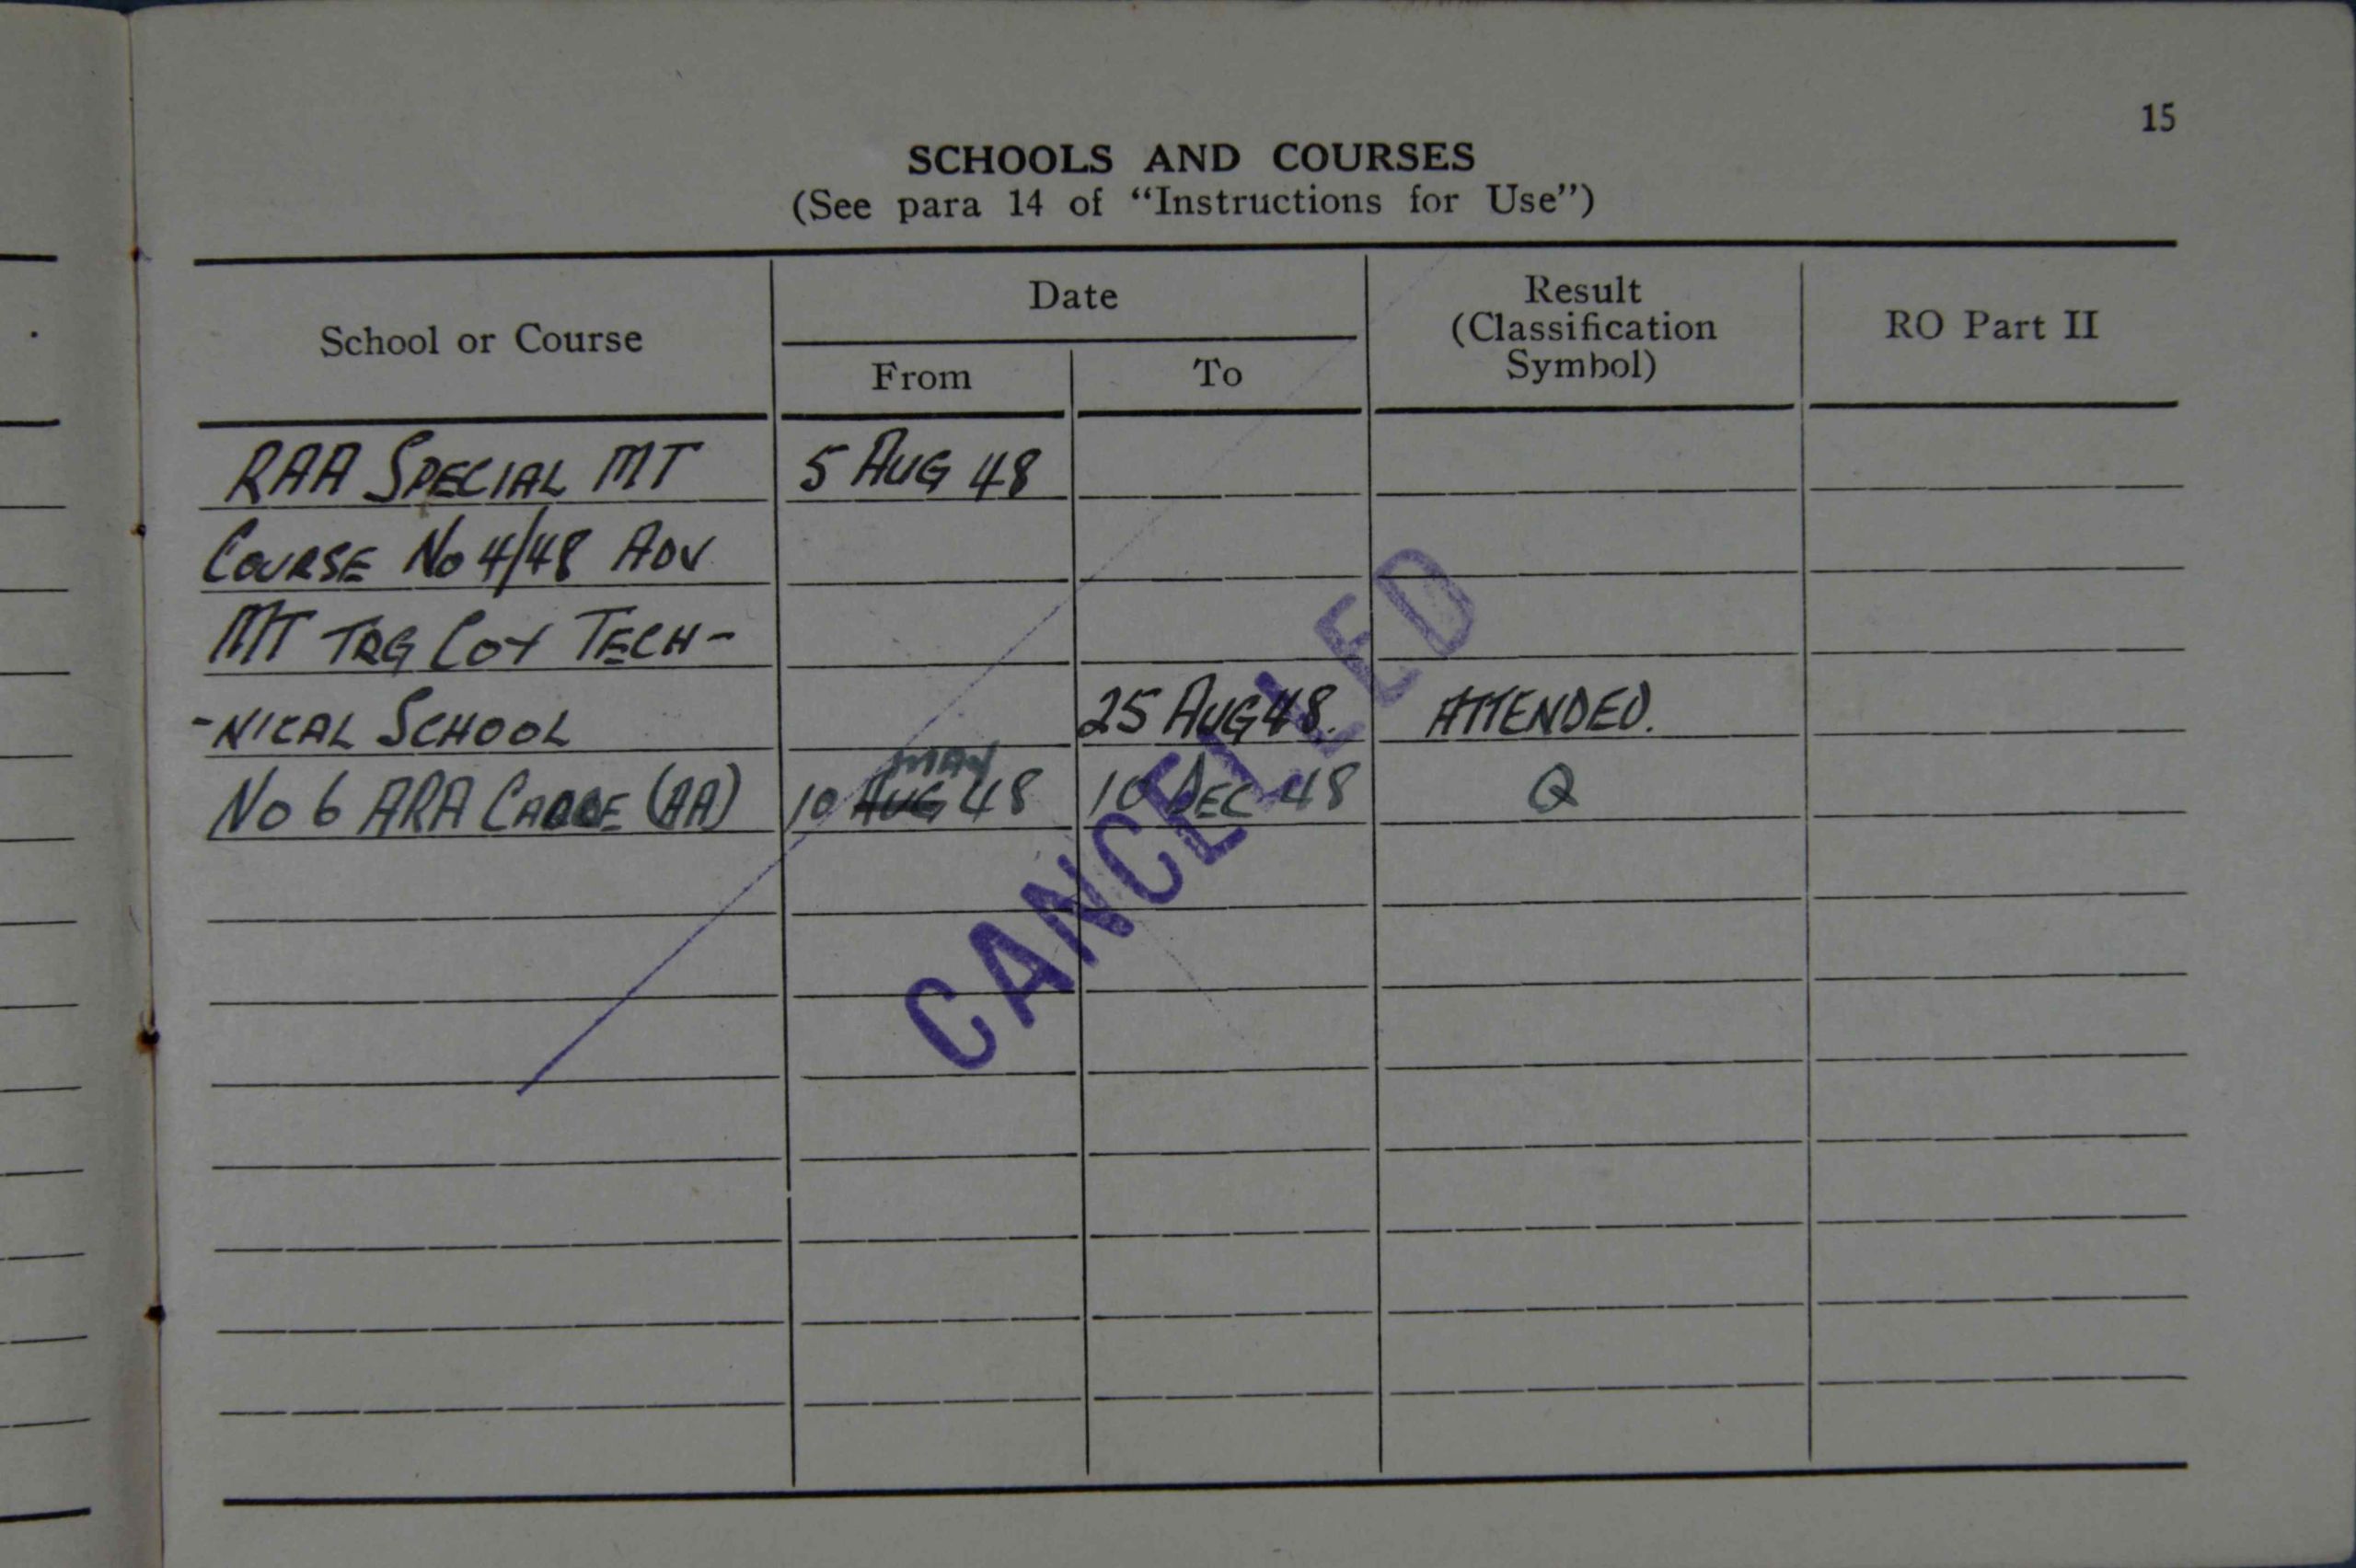 15
SCHOOLS AND COURSES
(See para 14 of “Instructions for Use”)
School or Course
Date
From
To
Result
(Classification
Symbol)
RO Part II
RAA SPECIAL MT 5 AUG 48
COURSE No 4/48 ADV
MT TRG COY TECH-
-NICAL SCHOOL 25 AUG 48. ATTENDED.
MAY
No 6 ARA CADRE (AA) 10 AUG 48 10 DEC 48 Q
CANCELLED